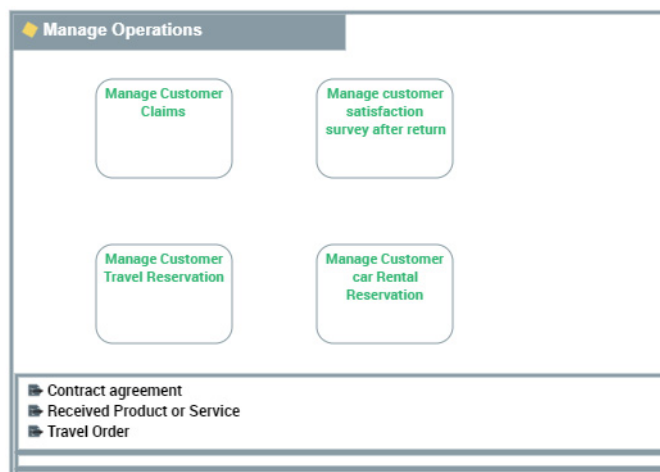 Manage Operations
Manage Customer
Claims
Manage customer
satisfaction
survey after return
Manage Customer
Travel Reservation
Manage Customer
car Rental
Reservation
Contract agreement
Received Product or Service
Travel Order